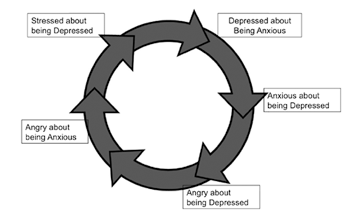 Stressed about
being Depressed
Depressed about
Being Anxious
Anxious about
being Depressed
Angry about
being Depressed
Angry about
being Anxious